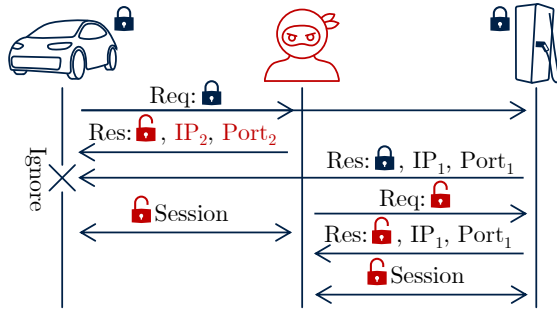 Req:
Res: , IP₂, Port₂
Ignore
Res: , IP₁, Port₁
Req:
Session
Res: , IP₁, Port₁
Session